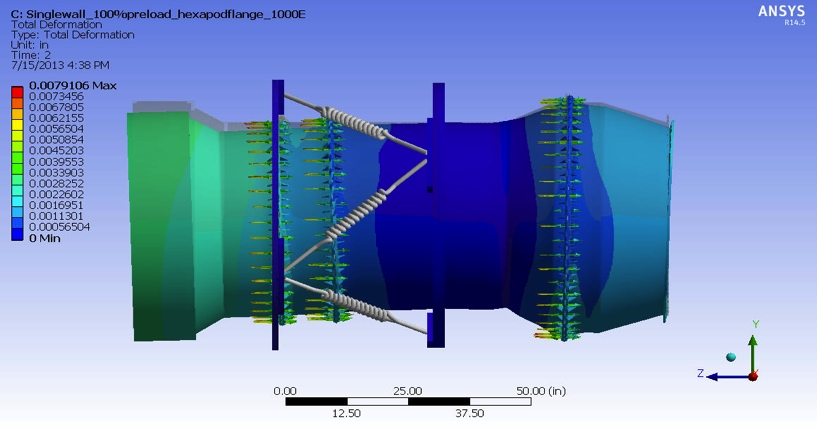 C: Singlewall_100%preload_hexapodflange_1000E
Total Deformation
Type: Total Deformation
Unit: in
Time: 2
7/15/2013 4:38 PM
ANSYS
R14.5
0.0079106 Max
0.0073456
0.0067805
0.0062155
0.0056504
0.0050854
0.0045203
0.0039553
0.0033903
0.0028252
0.0022602
0.0016951
0.0011301
0.00056504
0 Min
Y
Z
X
0.00 25.00 50.00 (in)
12.50 37.50